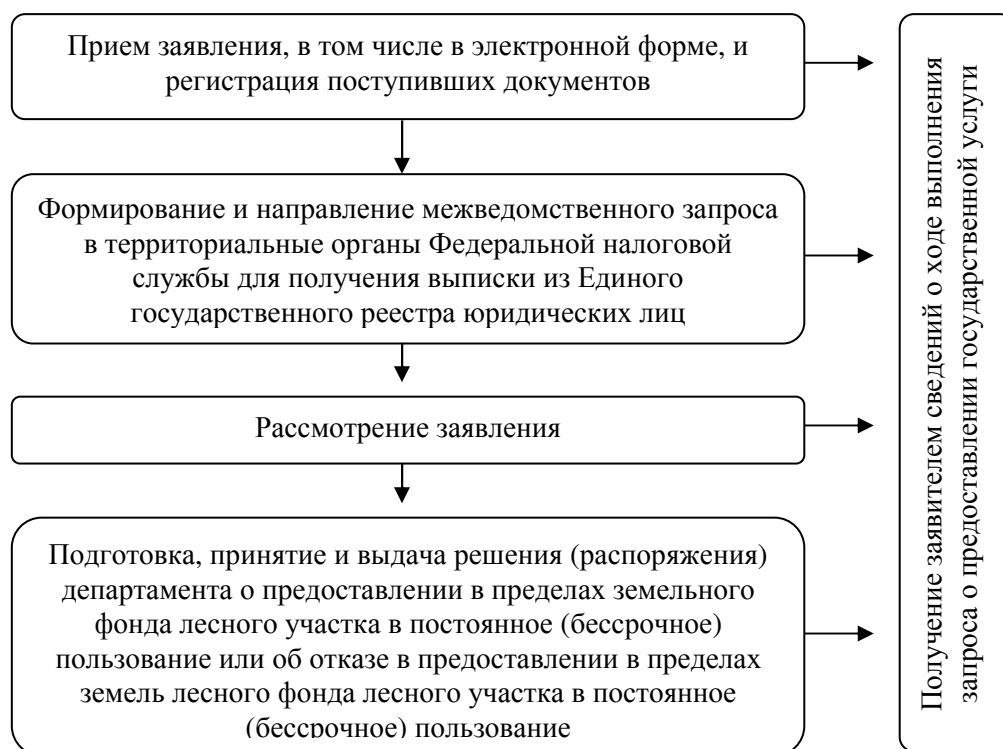 Прием заявления, в том числе в электронной форме, и
регистрация поступивших документов
Формирование и направление межведомственного запроса
в территориальные органы Федеральной налоговой
службы для получения выписки из Единого
государственного реестра юридических лиц
Рассмотрение заявления
Подготовка, принятие и выдача решения (распоряжения)
департамента о предоставлении в пределах земельного
фонда лесного участка в постоянное (бессрочное)
пользование или об отказе в предоставлении в пределах
земель лесного фонда лесного участка в постоянное
(бессрочное) пользование
Получение заявителем сведений о ходе выполнения
запроса о предоставлении государственной услуги